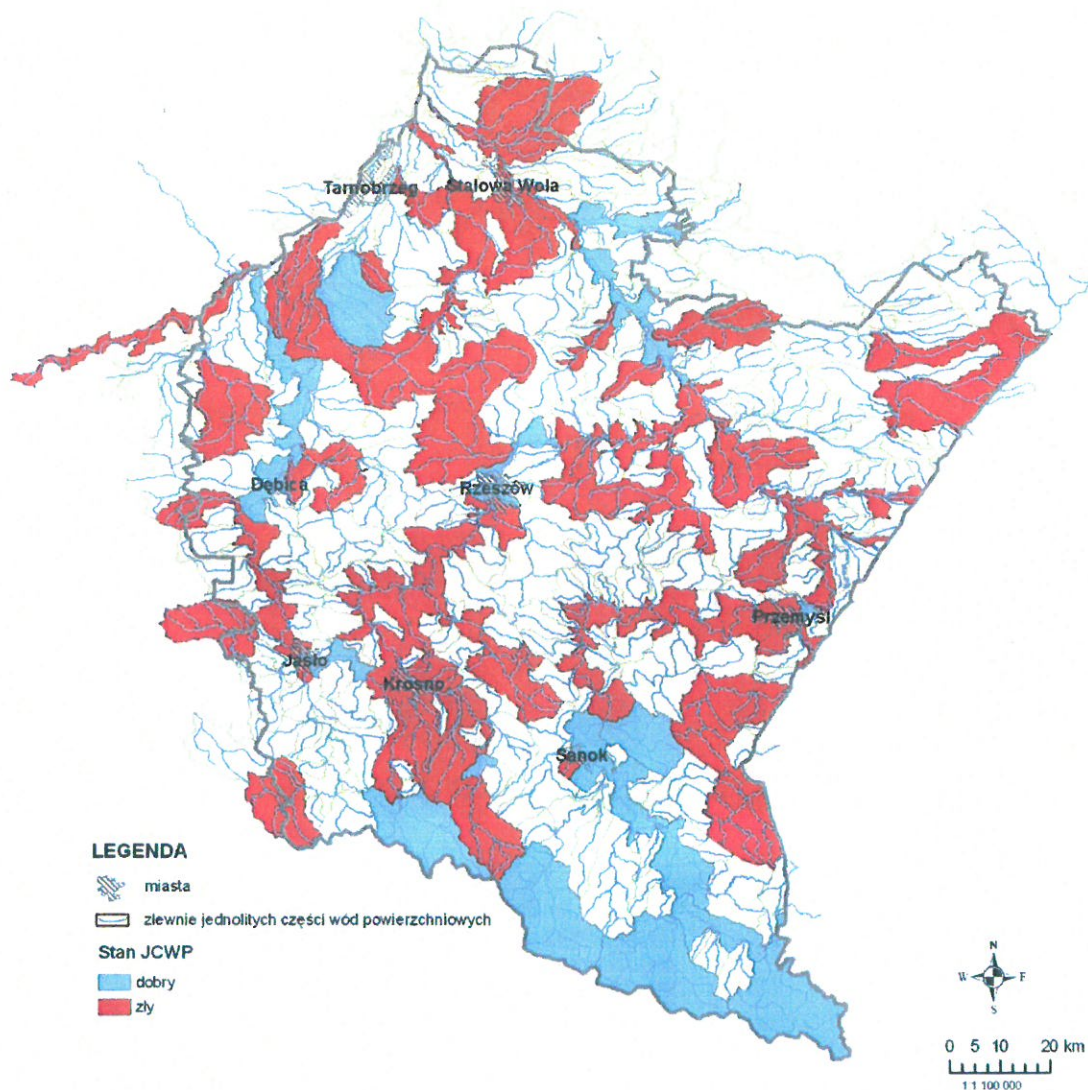 Tarnobrzeg
Stalowa Wola
Dębica
Rzeszów
Przemyśl
Jasło
Krosno
Sanok
LEGENDA
miasta
zlewnie jednolitych części wód powierzchniowych
Stan JCWP
dobry
zły
N
W E
S
0 5 10 20 km
1:1 100 000